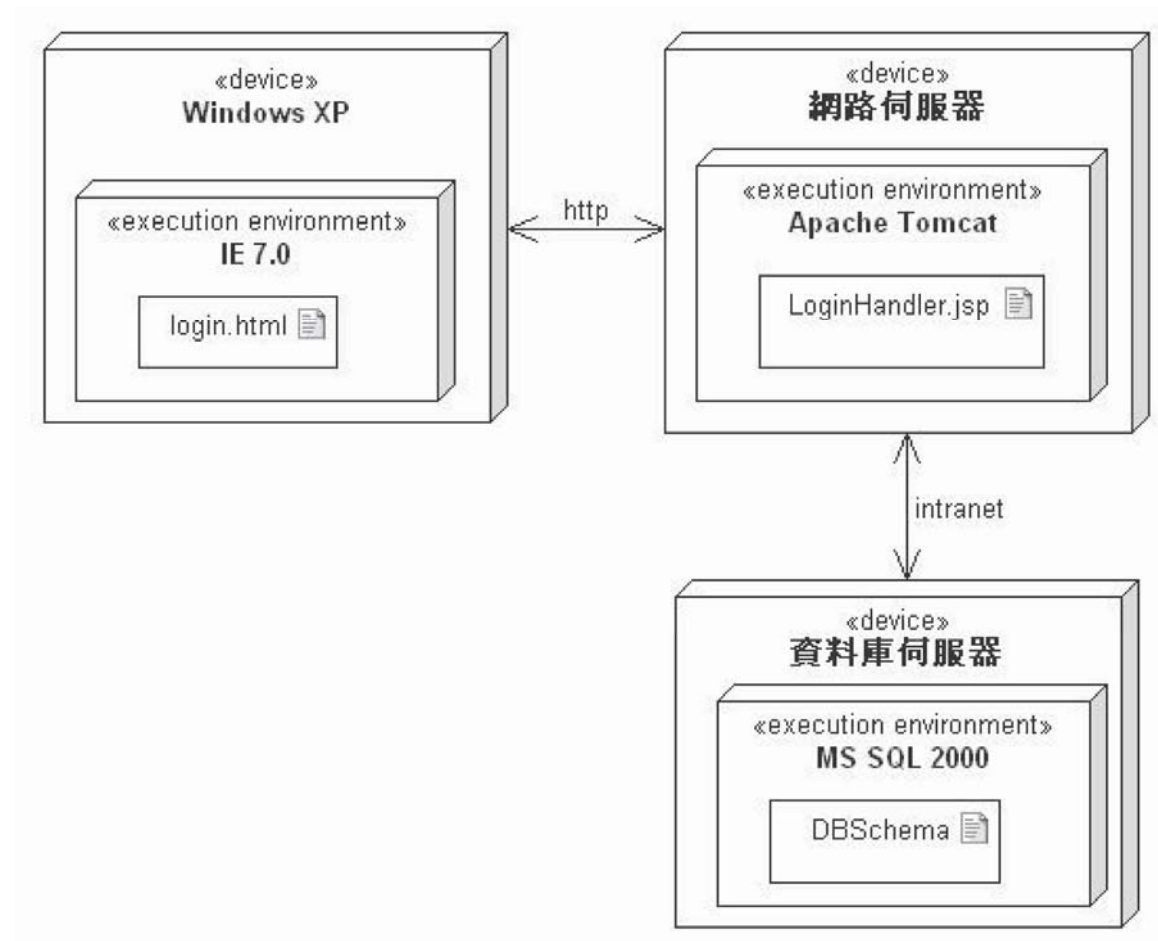 «device»
Windows XP
«execution environment»
IE 7.0
login.html
http
«device»
網路伺服器
«execution environment»
Apache Tomcat
LoginHandler.jsp
intranet
«device»
資料庫伺服器
«execution environment»
MS SQL 2000
DBSchema